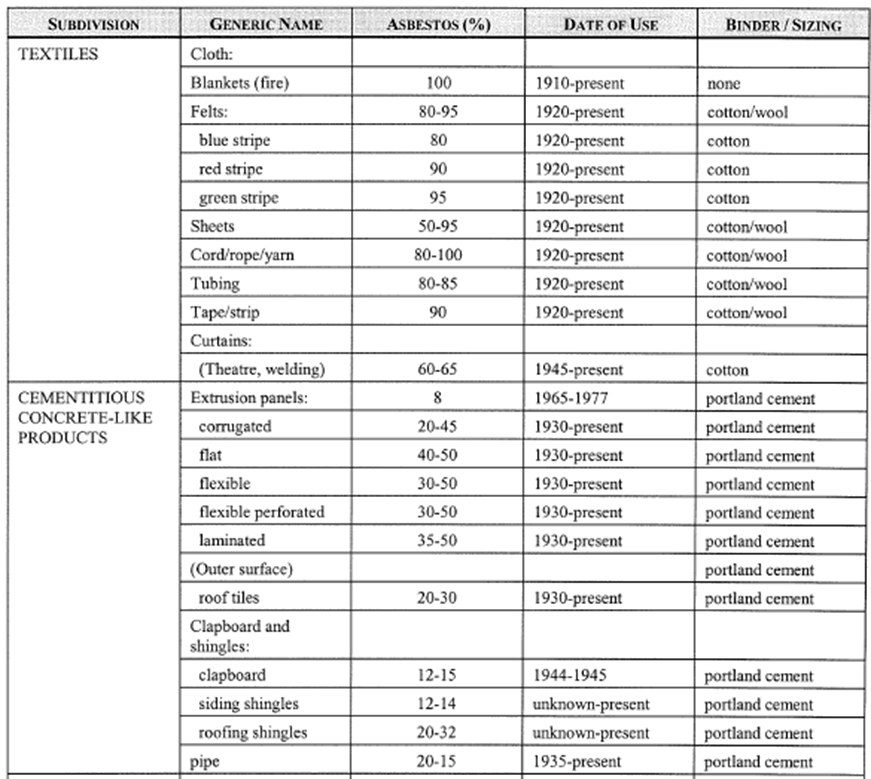 SUBDIVISION GENERIC NAME ASBESTOS (%) DATE OF USE BINDER / SIZING
TEXTILES Cloth:
Blankets (fire) 100 1910-present none
Felts: 80-95 1920-present cotton/wool
blue stripe 80 1920-present cotton
red stripe 90 1920-present cotton
green stripe 95 1920-present cotton
Sheets 50-95 1920-present cotton/wool
Cord/rope/yarn 80-100 1920-present cotton/wool
Tubing 80-85 1920-present cotton/wool
Tape/strip 90 1920-present cotton/wool
Curtains:
(Theatre, welding) 60-65 1945-present cotton
CEMENTITIOUS Extrusion panels: 8 1965-1977 portland cement
CONCRETE-LIKE corrugated 20-45 1930-present portland cement
PRODUCTS flat 40-50 1930-present portland cement
flexible 30-50 1930-present portland cement
flexible perforated 30-50 1930-present portland cement
laminated 35-50 1930-present portland cement
(Outer surface) portland cement
roof tiles 20-30 1930-present portland cement
Clapboard and
shingles:
clapboard 12-15 1944-1945 portland cement
siding shingles 12-14 unknown-present portland cement
roofing shingles 20-32 unknown-present portland cement
pipe 20-15 1935-present portland cement